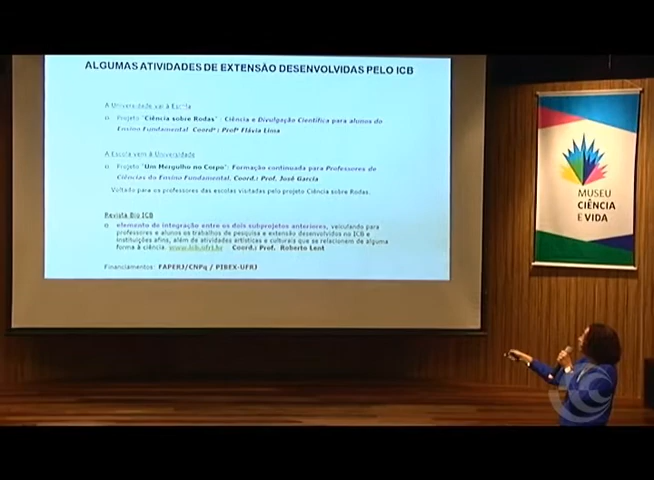 ALGUMAS ATIVIDADES DE EXTENSÃO DESENVOLVIDAS PELO ICB
A Universidade vai à Escola
o Projeto "Ciência sobre Rodas" - Ciência e Divulgação Científica para alunos do
Ensino Fundamental. Coordª: Profª Flávia Lima
A Escola vem à Universidade
o Projeto "Um Mergulho no Corpo": Formação continuada para Professores de
Ciências do Ensino Fundamental. Coord.: Prof. José Garcia
Voltado para os professores das escolas visitadas pelo projeto Ciência sobre Rodas.
Revista Bio ICB
o elemento de integração entre os dois subprojetos anteriores, veiculando para
professores e alunos os trabalhos de pesquisa e extensão desenvolvidos no ICB e
instituições afins, além de atividades artísticas e culturais que se relacionem de alguma
forma à ciência. www.icb.ufrj.br Coord.: Prof. Roberto Lent
Financiamentos: FAPERJ/CNPq / PIBEX-UFRJ
MUSEU
CIÊNCIA
E VIDA